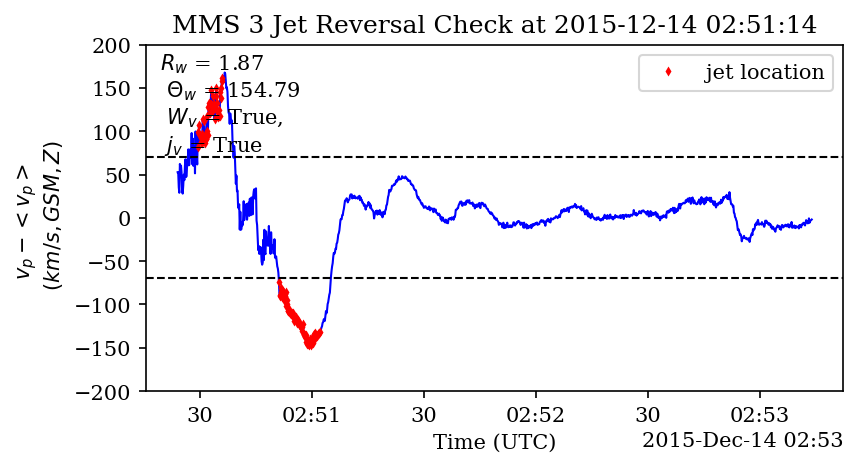 MMS 3 Jet Reversal Check at 2015-12-14 02:51:14
200
150
100
50
0
−50
−100
−150
−200
v_p − < v_p >
(km/s, GSM, Z)
R_w = 1.87
Θ_w = 154.79
W_v = True,
j_v = True
jet location
30
02:51
30
02:52
30
02:53
Time (UTC)
2015-Dec-14 02:53